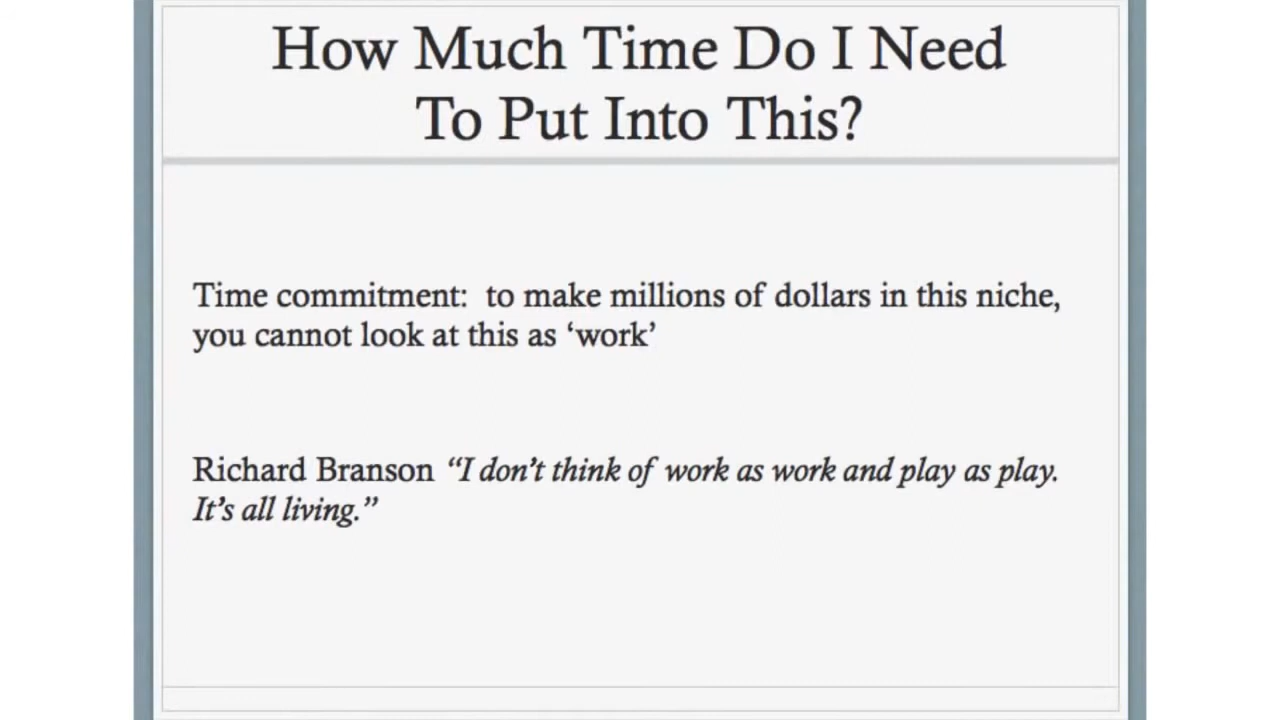 How Much Time Do I Need
To Put Into This?
Time commitment:  to make millions of dollars in this niche,
you cannot look at this as ‘work’
Richard Branson “I don’t think of work as work and play as play.
It’s all living.”